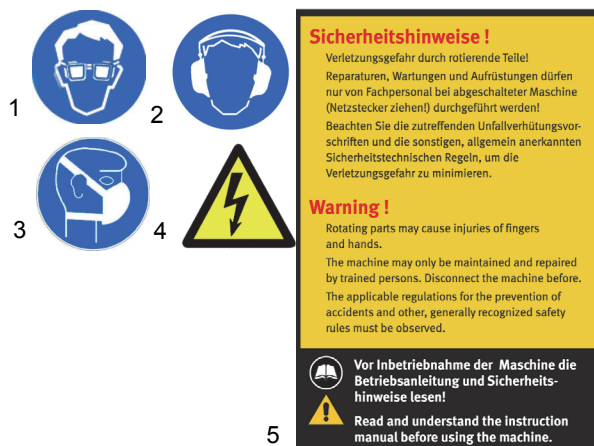 1
2
3
4
Sicherheitshinweise !
Verletzungsgefahr durch rotierende Teile!
Reparaturen, Wartungen und Aufrüstungen dürfen
nur von Fachpersonal bei abgeschalteter Maschine
(Netzstecker ziehen!) durchgeführt werden!
Beachten Sie die zutreffenden Unfallverhütungsvor-
schriften und die sonstigen, allgemein anerkannten
Sicherheitstechnischen Regeln, um die
Verletzungsgefahr zu minimieren.
Warning !
Rotating parts may cause injuries of fingers
and hands.
The machine may only be maintained and repaired
by trained persons. Disconnect the machine before.
The applicable regulations for the prevention of
accidents and other, generally recognized safety
rules must be observed.
Vor Inbetriebnahme der Maschine die
Betriebsanleitung und Sicherheits-
hinweise lesen!
Read and understand the instruction
manual before using the machine.
5